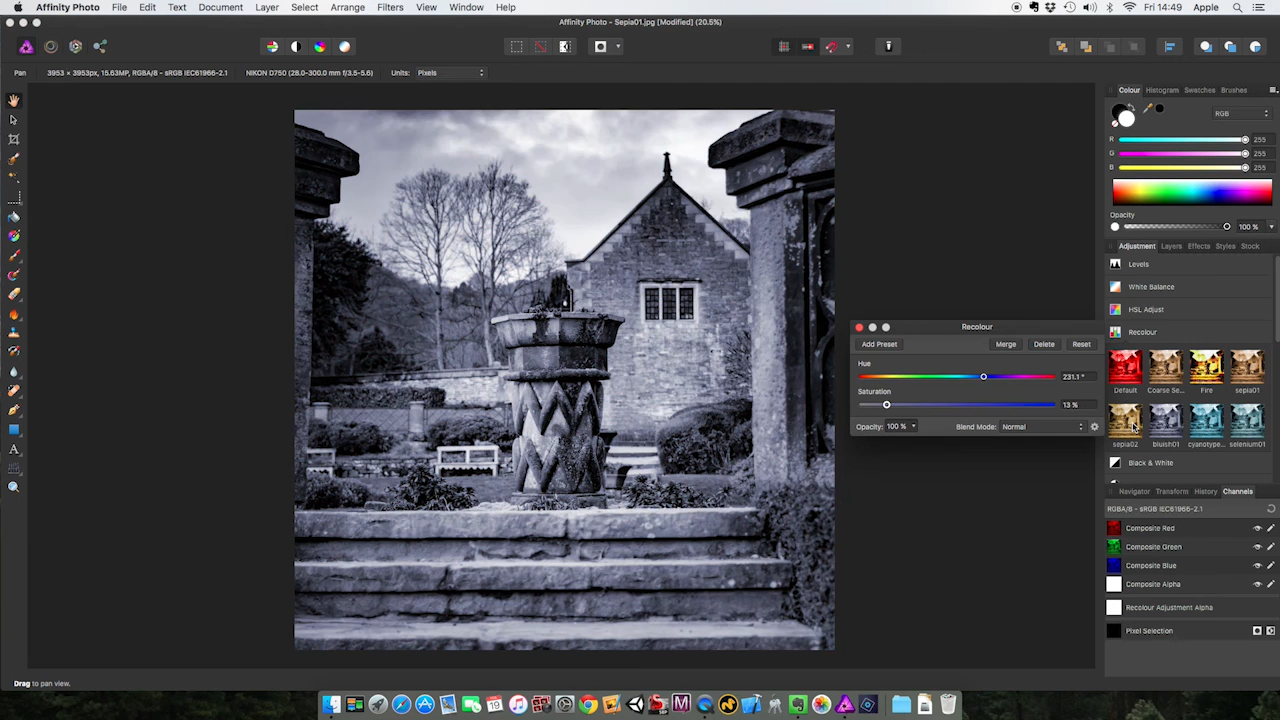 Affinity Photo File Edit Text Document Layer Select Arrange Filters View Window Help Fri 14:49 Apple
Affinity Photo - Sepia01.jpg [Modified] (20.5%)
Pan 3953 × 3953px, 15.63MP, RGBA/8 - sRGB IEC61966-2.1 NIKON D750 (28.0-300.0 mm f/3.5-5.6) Units: Pixels
Colour Histogram Swatches Brushes
RGB
R 255
G 255
B 255
Opacity
100 %
Adjustment Layers Effects Styles Stock
Levels
White Balance
HSL Adjust
Recolour
Default Coarse Se... Fire sepia01
sepia02 bluish01 cyanotype... selenium01
Black & White
Recolour
Add Preset Merge Delete Reset
Hue
231.1 °
Saturation
13 %
Opacity: 100 % Blend Mode: Normal
Navigator Transform History Channels
RGBA/8 - sRGB IEC61966-2.1
Composite Red
Composite Green
Composite Blue
Composite Alpha
Recolour Adjustment Alpha
Pixel Selection
Drag to pan view.